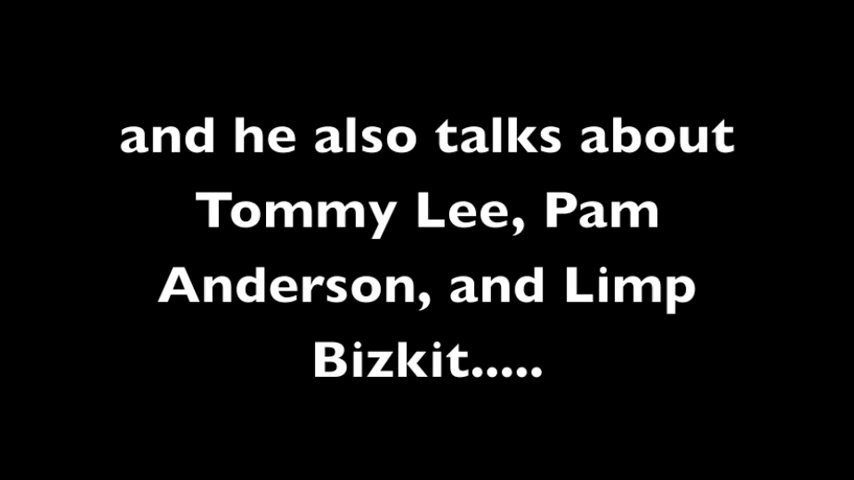 and he also talks about
Tommy Lee, Pam
Anderson, and Limp
Bizkit.....